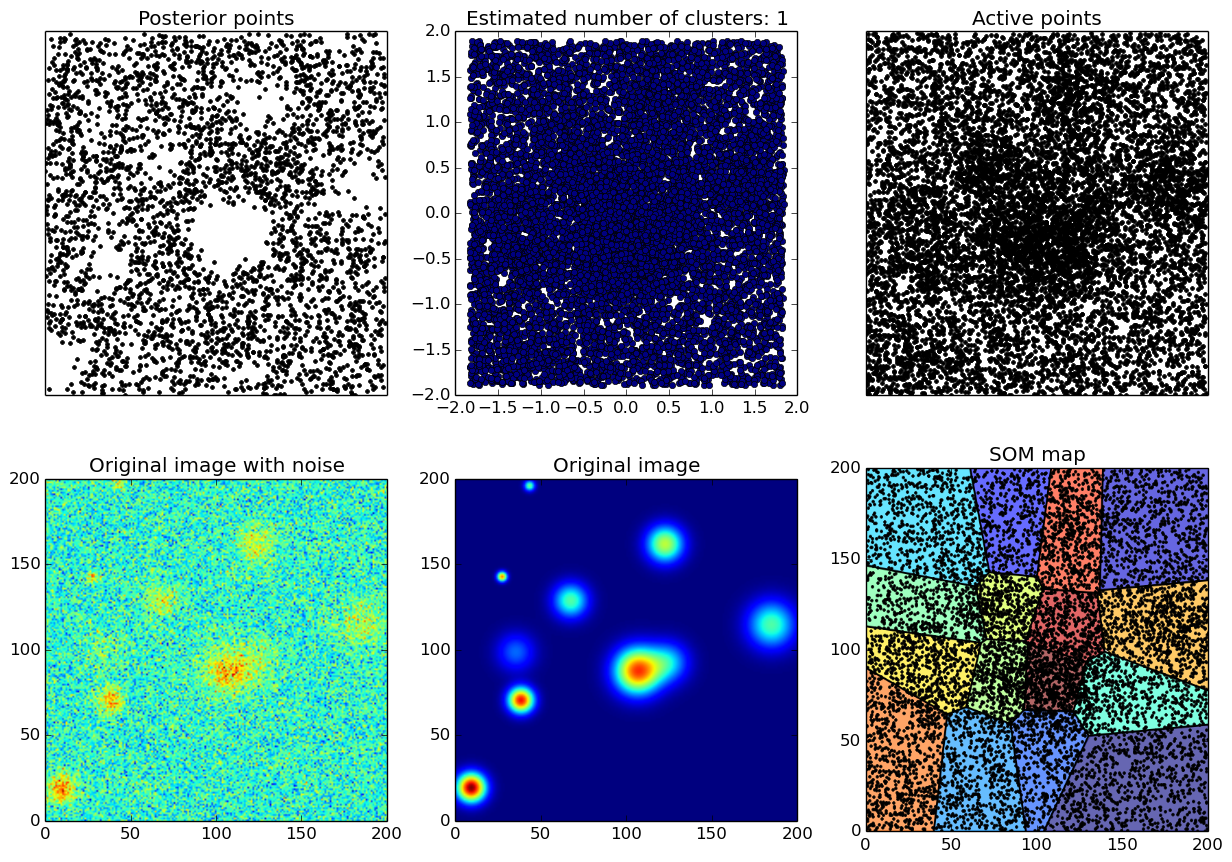 Posterior points
Estimated number of clusters: 1
Active points
2.0
1.5
1.0
0.5
0.0
−0.5
−1.0
−1.5
−2.0
−2.0 −1.5 −1.0 −0.5 0.0 0.5 1.0 1.5 2.0
Original image with noise
Original image
SOM map
200
150
100
50
0
0 50 100 150 200
200
150
100
50
0
0 50 100 150 200
200
150
100
50
0
0 50 100 150 200